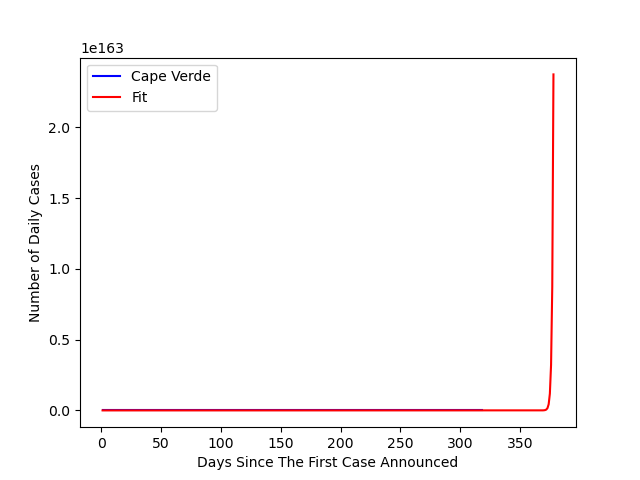 1e163
Cape Verde
Fit
2.0
1.5
1.0
0.5
0.0
Number of Daily Cases
0 50 100 150 200 250 300 350
Days Since The First Case Announced